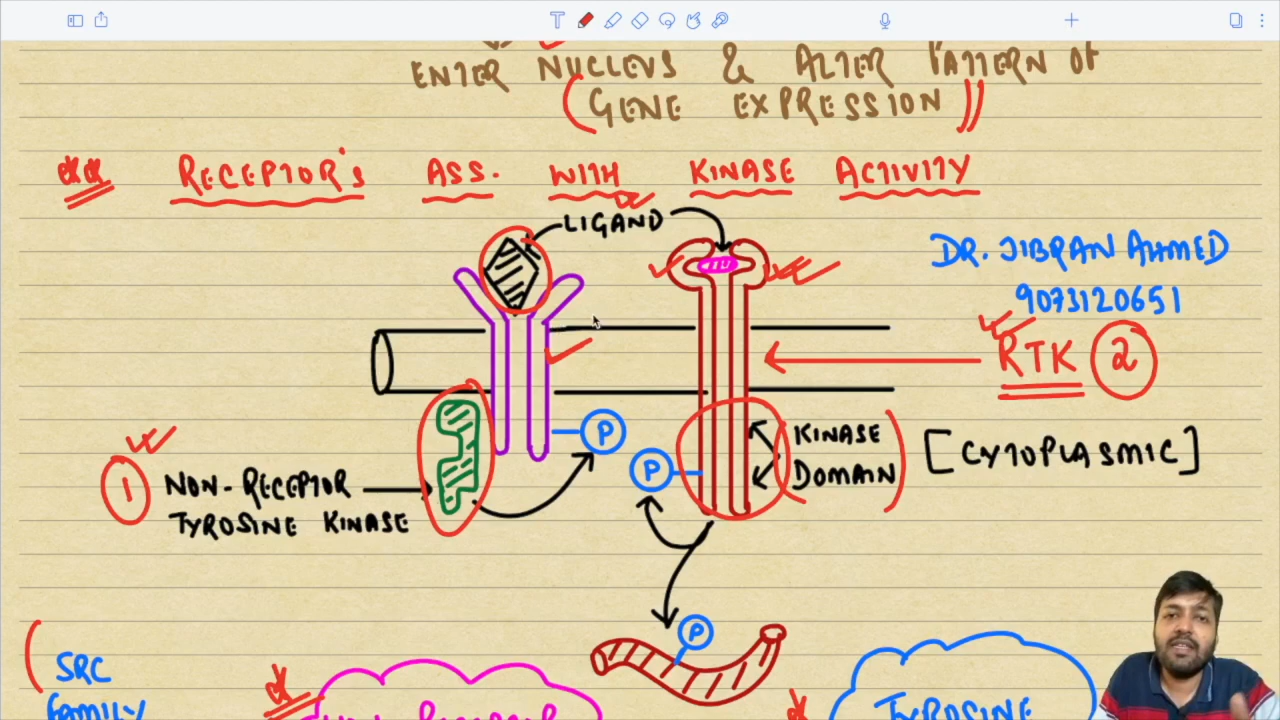 ENTER NUCLEUS & ALTER PATTERN OF
(GENE EXPRESSION))
RECEPTOR'S ASS. WITH KINASE ACTIVITY
LIGAND
DR. JIBRAN AHMED
9073120651
RTK 2
P
KINASE
DOMAIN
[CYTOPLASMIC]
P
1 NON-RECEPTOR
TYROSINE KINASE
P
SRC
FAMILY
RECEPTOR
TYROSINE